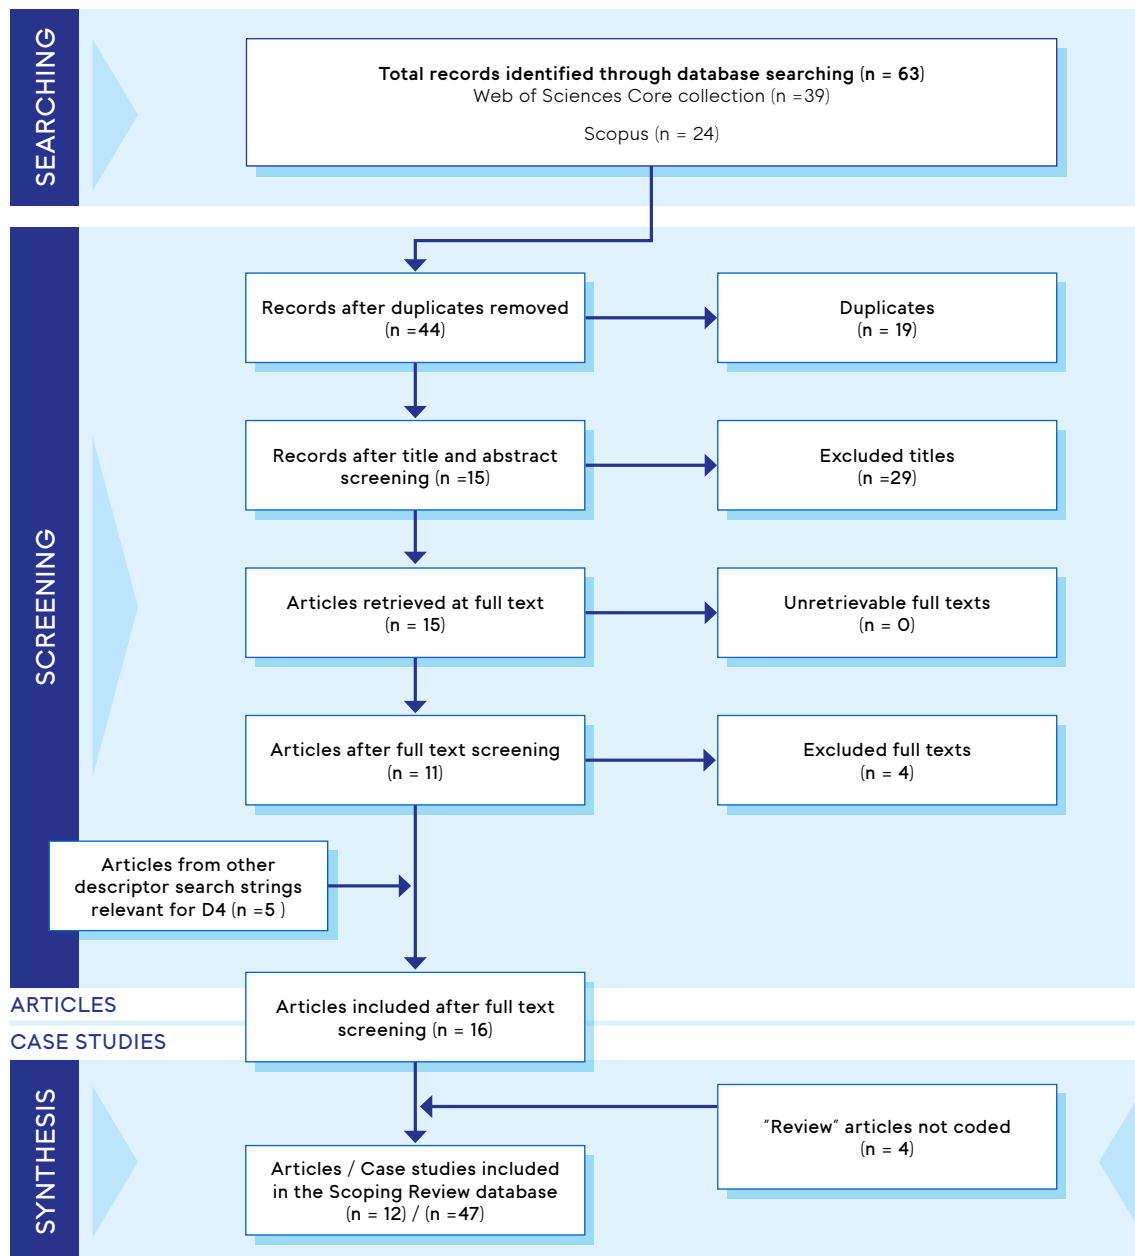 SEARCHING
Total records identified through database searching (n = 63)
Web of Sciences Core collection (n =39)
Scopus (n = 24)
SCREENING
Records after duplicates removed
(n =44)
Duplicates
(n = 19)
Records after title and abstract
screening (n =15)
Excluded titles
(n =29)
Articles retrieved at full text
(n = 15)
Unretrievable full texts
(n = 0)
Articles after full text screening
(n = 11)
Excluded full texts
(n = 4)
Articles from other
descriptor search strings
relevant for D4 (n =5 )
ARTICLES
Articles included after full text
screening (n = 16)
CASE STUDIES
SYNTHESIS
"Review" articles not coded
(n = 4)
Articles / Case studies included
in the Scoping Review database
(n = 12) / (n =47)